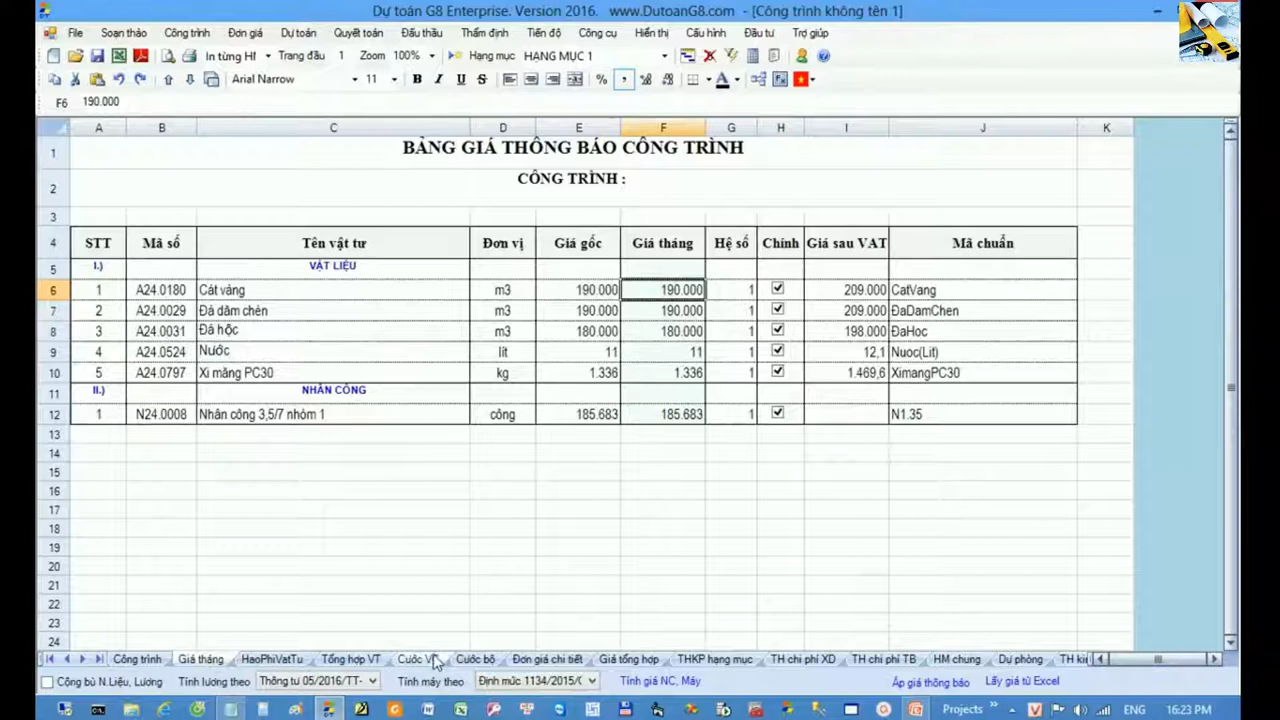 Dự toán G8 Enterprise. Version 2016. www.DutoanG8.com - [Công trình không tên 1]
File Soạn thảo Công trình Đơn giá Dự toán Quyết toán Đấu thầu Thẩm định Tiến độ Công cụ Hiển thị Cấu hình Đầu tư Trợ giúp
In từng HM Trang đầu 1 Zoom 100% Hạng mục HẠNG MỤC 1
Arial Narrow 11 B I U S % ,
F6 190.000
A B C D E F G H I J K
1 BẢNG GIÁ THÔNG BÁO CÔNG TRÌNH
2 CÔNG TRÌNH :
3
4 STT Mã số Tên vật tư Đơn vị Giá gốc Giá tháng Hệ số Chính Giá sau VAT Mã chuẩn
5 I.) VẬT LIỆU
6 1 A24.0180 Cát vàng m3 190.000 190.000 1 209.000 CatVang
7 2 A24.0029 Đá dăm chèn m3 190.000 190.000 1 209.000 ĐaDamChen
8 3 A24.0031 Đá hộc m3 180.000 180.000 1 198.000 ĐaHoc
9 4 A24.0524 Nước lít 11 11 1 12,1 Nuoc(Lit)
10 5 A24.0797 Xi măng PC30 kg 1.336 1.336 1 1.469,6 XimangPC30
11 II.) NHÂN CÔNG
12 1 N24.0008 Nhân công 3,5/7 nhóm 1 công 185.683 185.683 1 N1.35
13
14
15
16
17
18
19
20
21
22
23
24
Công trình Giá tháng HaoPhiVatTu Tổng hợp VT Cước Cước bộ Đơn giá chi tiết Giá tổng hợp THKP hạng mục TH chi phí XD TH chi phí TB HM chung Dự phòng TH
Cộng bù N.Liệu, Lương Tính lương theo Thông tư 05/2016/TT- Tính máy theo Định mức 1134/2015/ Tính giá NC, Máy Áp giá thông báo Lấy giá từ Excel
Projects ENG 16:23 PM